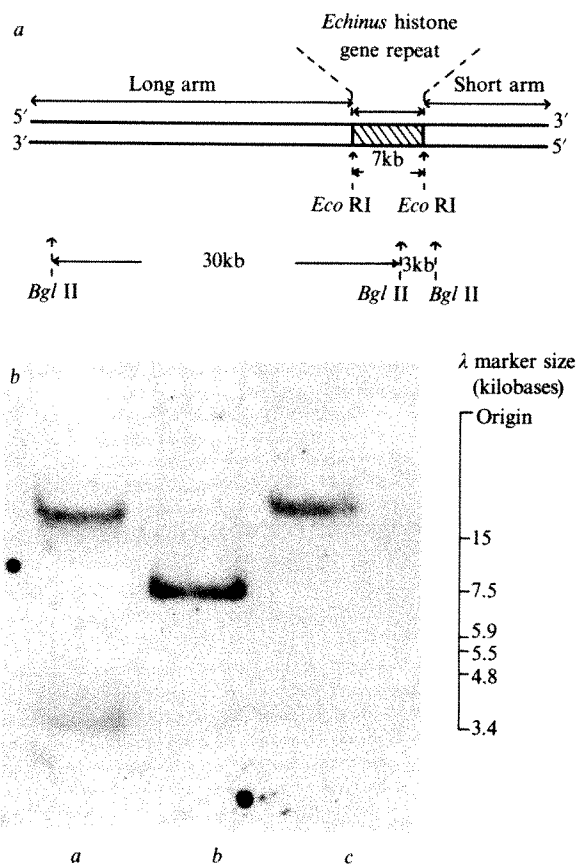 a
Echinus histone
gene repeat
Long arm
Short arm
5′
3′
3′
5′
7kb
Eco RI
Eco RI
30kb
3kb
Bgl II
Bgl II
Bgl II
b
λ marker size
(kilobases)
Origin
15
7.5
5.9
5.5
4.8
3.4
a
b
c